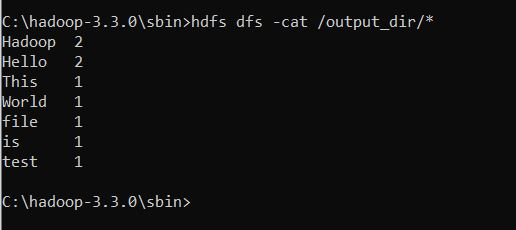 C:\hadoop-3.3.0\sbin>hdfs dfs -cat /output_dir/*
Hadoop  2
Hello   2
This    1
World   1
file    1
is      1
test    1
C:\hadoop-3.3.0\sbin>